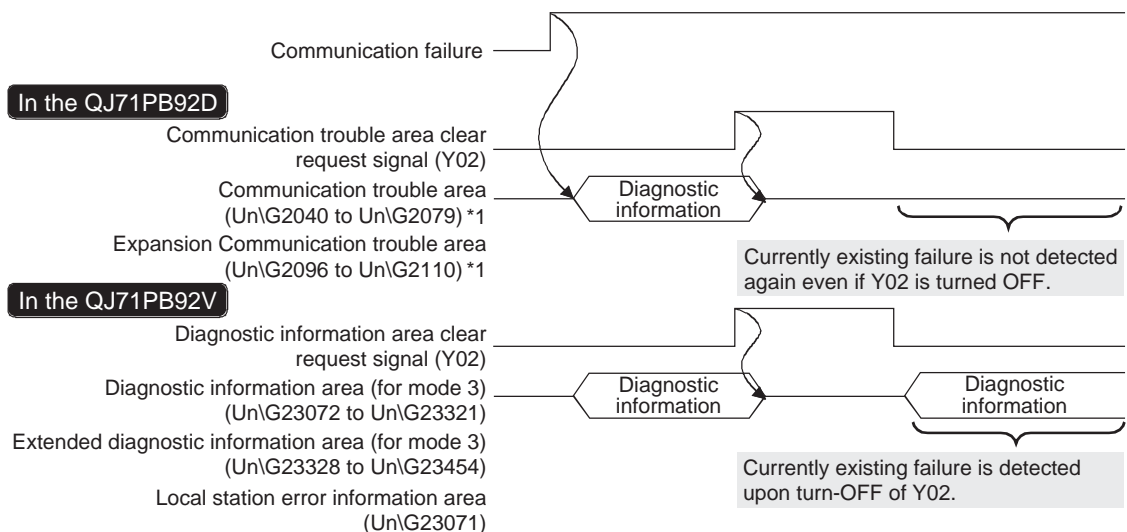 Communication failure
In the QJ71PB92D
Communication trouble area clear
request signal (Y02)
Communication trouble area
(Un\G2040 to Un\G2079) *1
Diagnostic
information
Expansion Communication trouble area
(Un\G2096 to Un\G2110) *1
Currently existing failure is not detected
again even if Y02 is turned OFF.
In the QJ71PB92V
Diagnostic information area clear
request signal (Y02)
Diagnostic information area (for mode 3)
(Un\G23072 to Un\G23321)
Diagnostic
information
Diagnostic
information
Extended diagnostic information area (for mode 3)
(Un\G23328 to Un\G23454)
Currently existing failure is detected
upon turn-OFF of Y02.
Local station error information area
(Un\G23071)